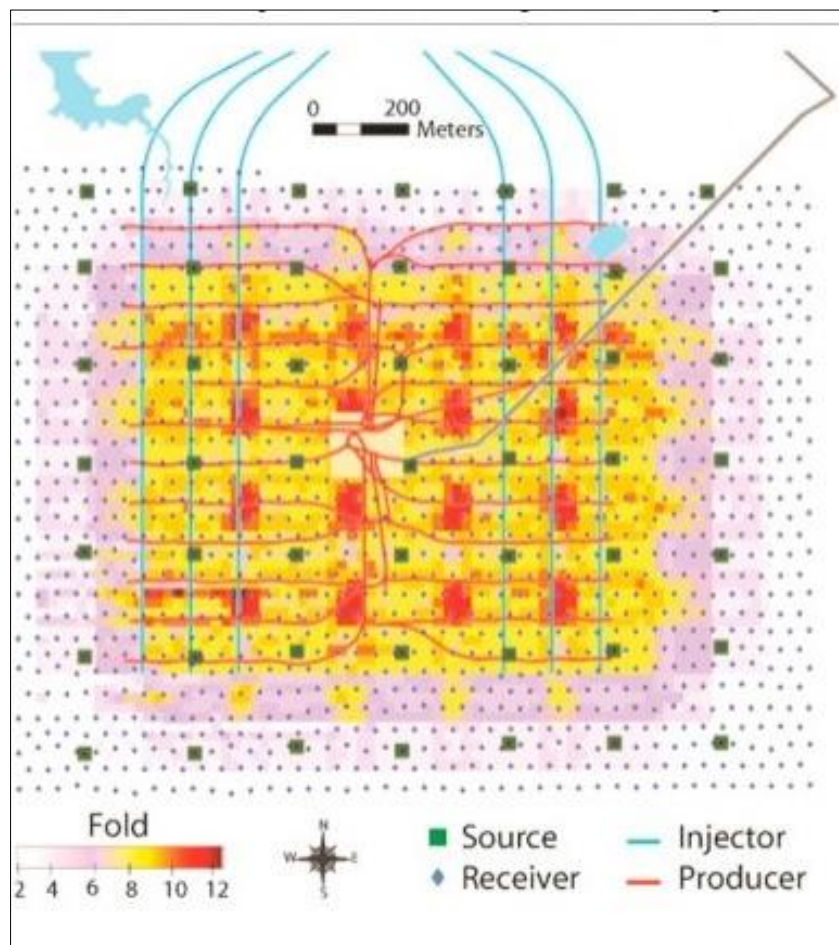 0 200
Meters
Fold
2 4 6 8 10 12
N
W E
S
Source
Receiver
Injector
Producer